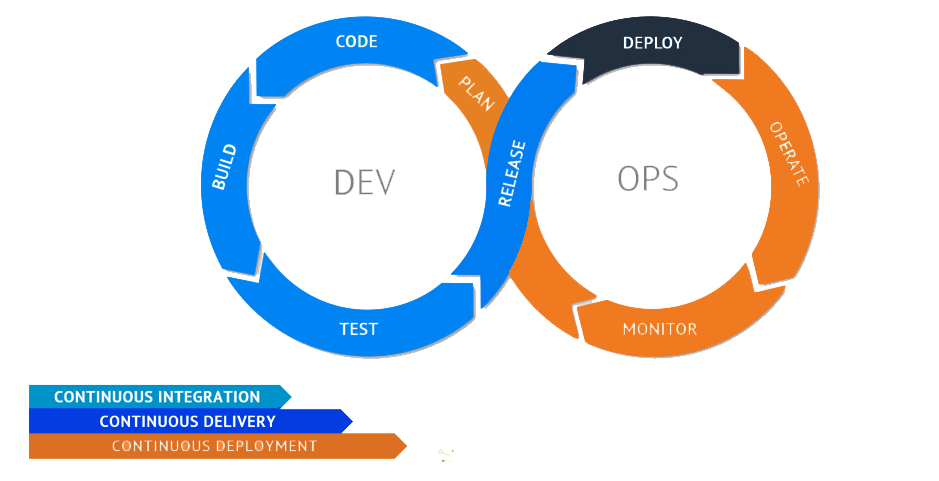 CODE
DEPLOY
PLAN
OPERATE
BUILD
RELEASE
DEV
OPS
TEST
MONITOR
CONTINUOUS INTEGRATION
CONTINUOUS DELIVERY
CONTINUOUS DEPLOYMENT